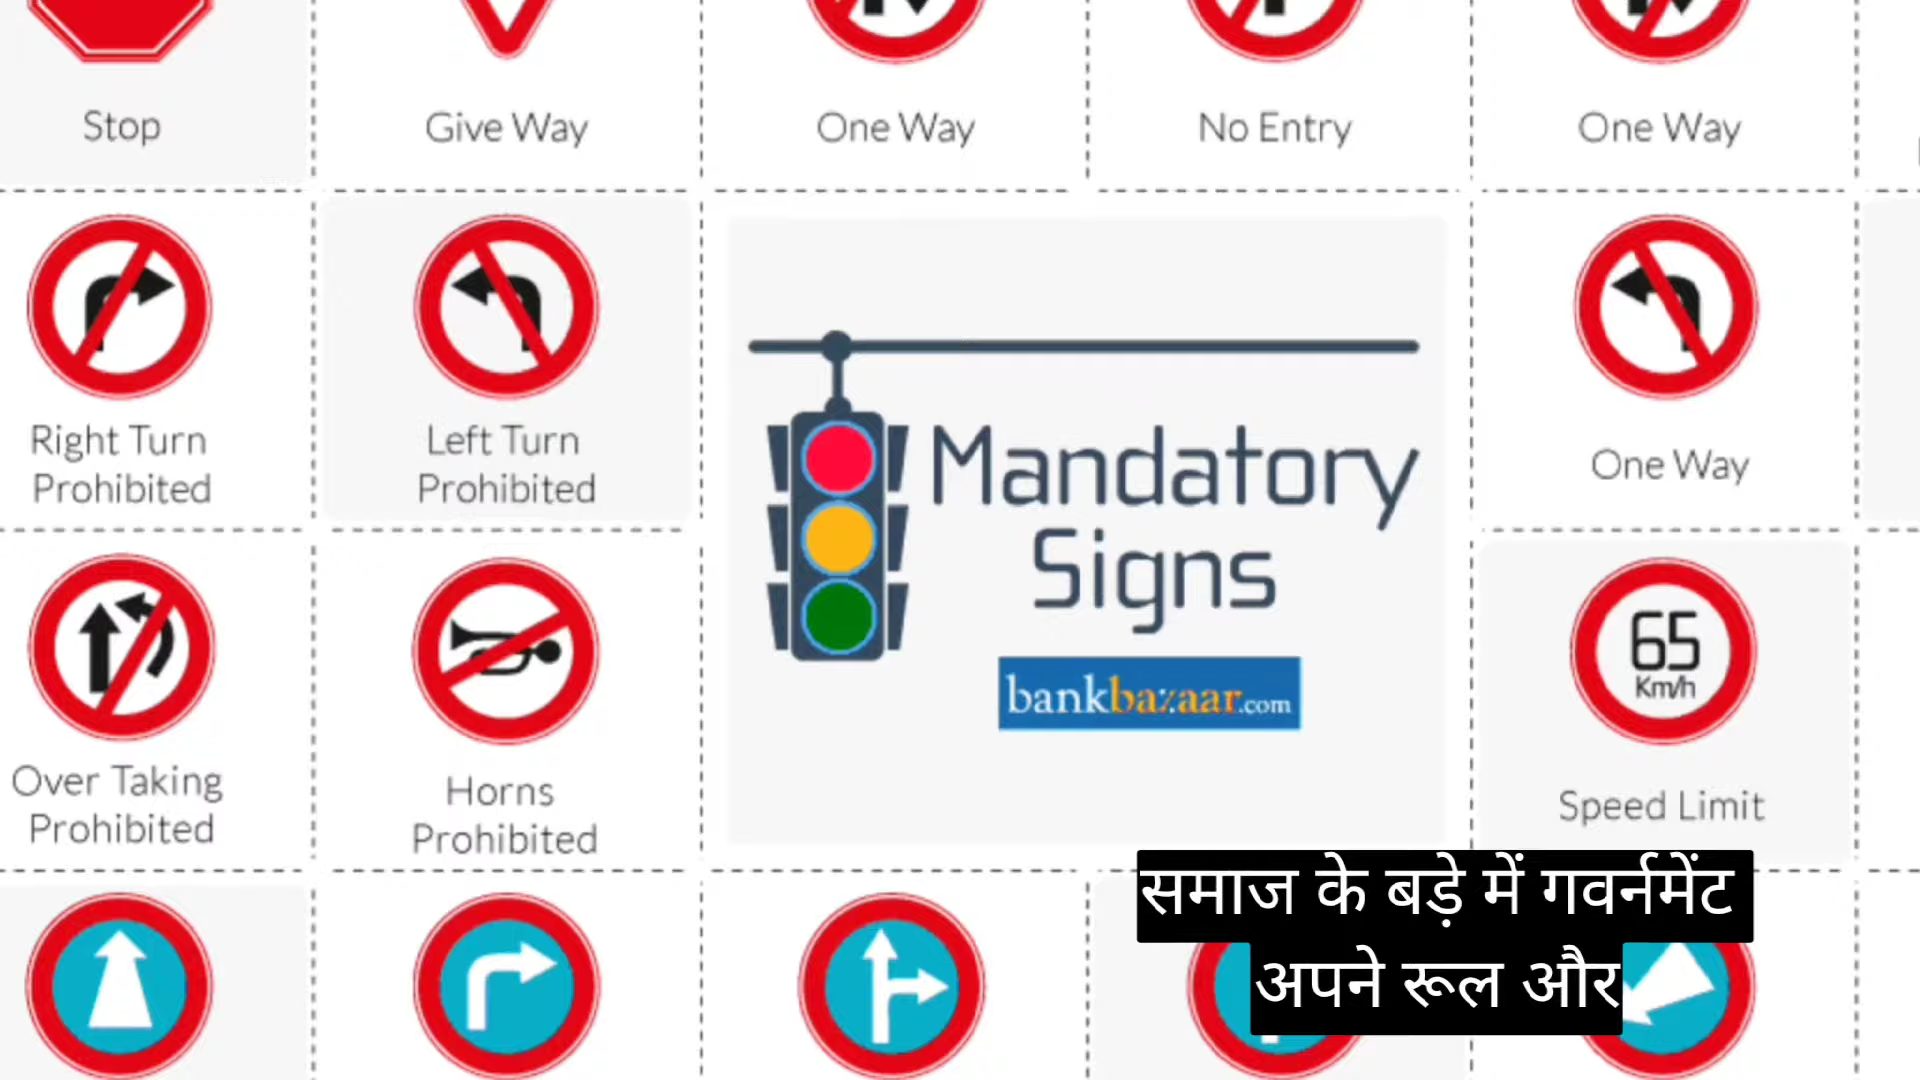 Stop
Give Way
One Way
No Entry
One Way
Right Turn
Prohibited
Left Turn
Prohibited
Mandatory
Signs
bankbazaar.com
One Way
Over Taking
Prohibited
Horns
Prohibited
65
Km/h
Speed Limit
समाज के बड़े में गवर्नमेंट
अपने रूल और